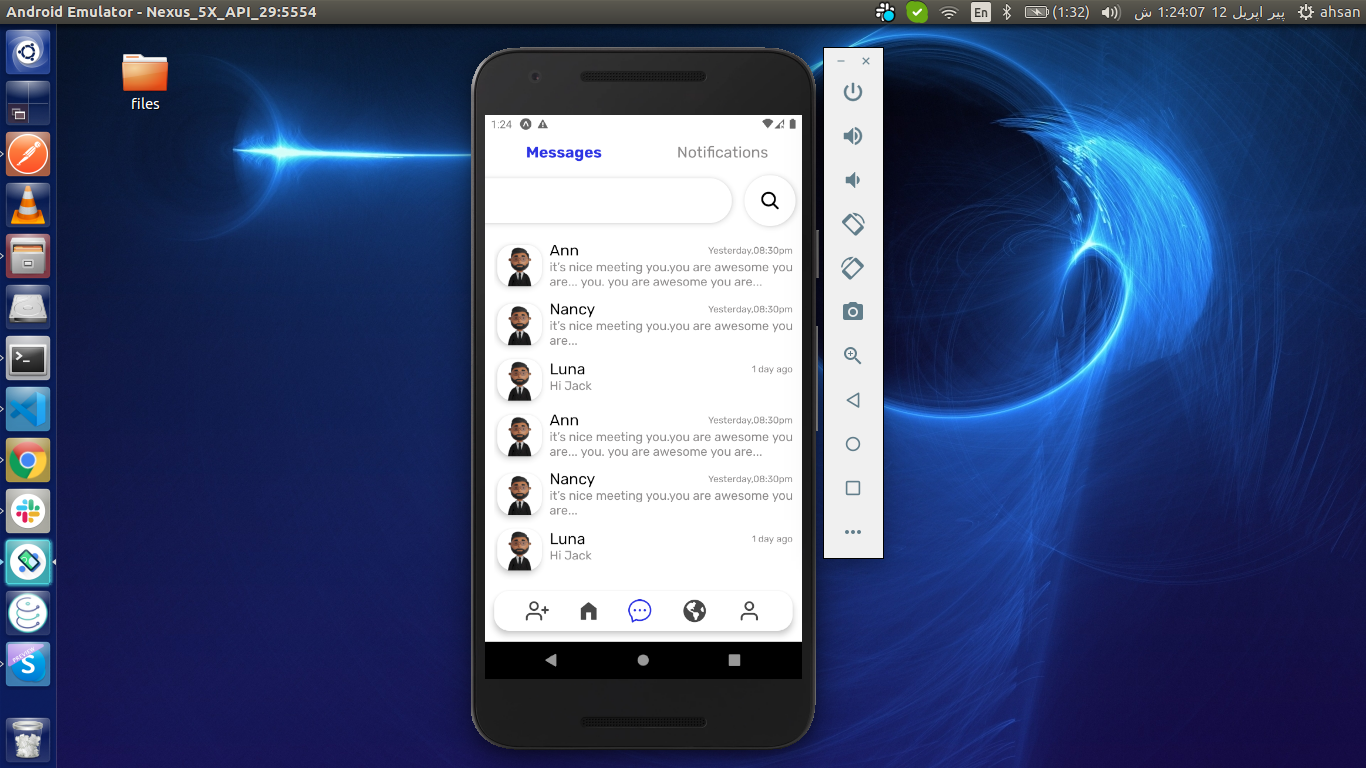 Android Emulator - Nexus_5X_API_29:5554
En
(1:32)
پیر اپریل 12 1:24:07 ش
ahsan
files
1:24
Messages
Notifications
Ann
Yesterday,08:30pm
it's nice meeting you.you are awesome you
are... you. you are awesome you are...
Nancy
Yesterday,08:30pm
it's nice meeting you.you are awesome you
are...
Luna
1 day ago
Hi Jack
Ann
Yesterday,08:30pm
it's nice meeting you.you are awesome you
are... you. you are awesome you are...
Nancy
Yesterday,08:30pm
it's nice meeting you.you are awesome you
are...
Luna
1 day ago
Hi Jack
PREVIEW
S